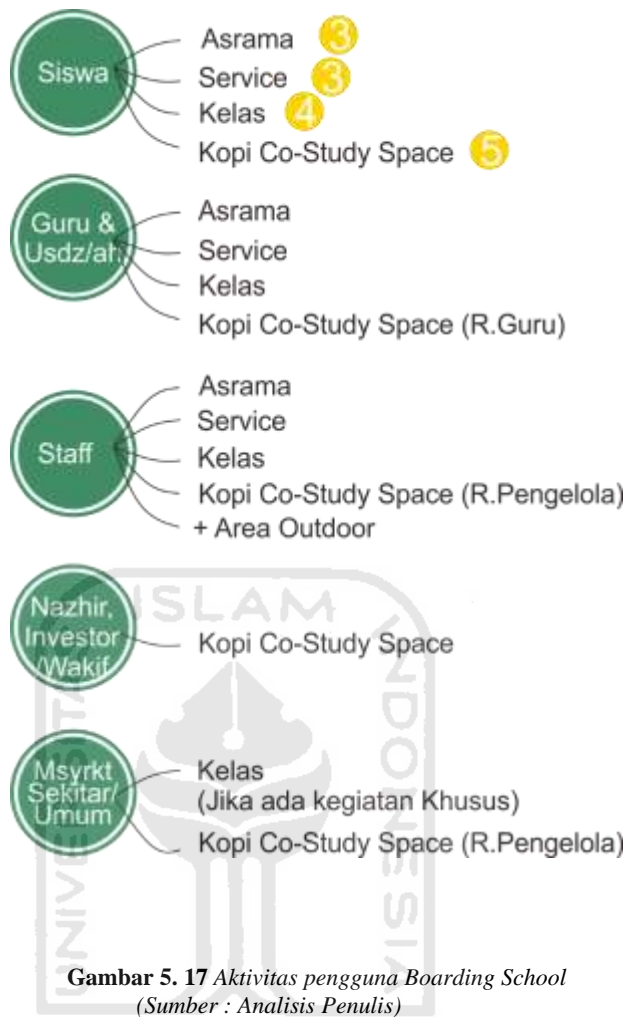 Siswa
Asrama 3
Service 3
Kelas 4
Kopi Co-Study Space 5
Guru &
Usdz/ah
Asrama
Service
Kelas
Kopi Co-Study Space (R.Guru)
Staff
Asrama
Service
Kelas
Kopi Co-Study Space (R.Pengelola)
+ Area Outdoor
Nazhir,
Investor
/Wakif
Kopi Co-Study Space
Msyrkt
Sekitar/
Umum
Kelas
(Jika ada kegiatan Khusus)
Kopi Co-Study Space (R.Pengelola)
UNIVERSITAS ISLAM INDONESIA
Gambar 5. 17 Aktivitas pengguna Boarding School
(Sumber : Analisis Penulis)